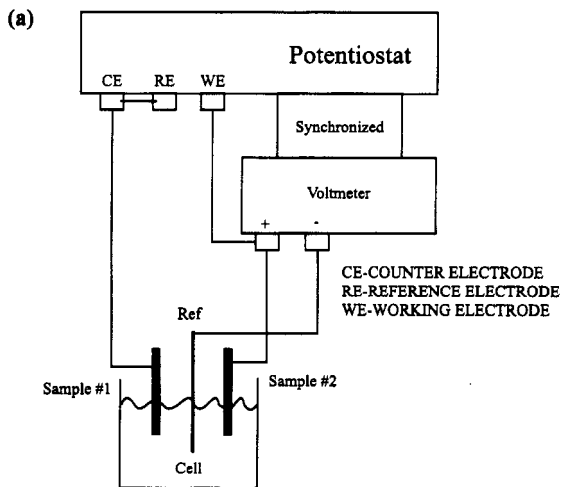 (a)
Potentiostat
CE RE WE
Synchronized
Voltmeter
+ -
CE-COUNTER ELECTRODE
RE-REFERENCE ELECTRODE
WE-WORKING ELECTRODE
Ref
Sample #1
Sample #2
Cell